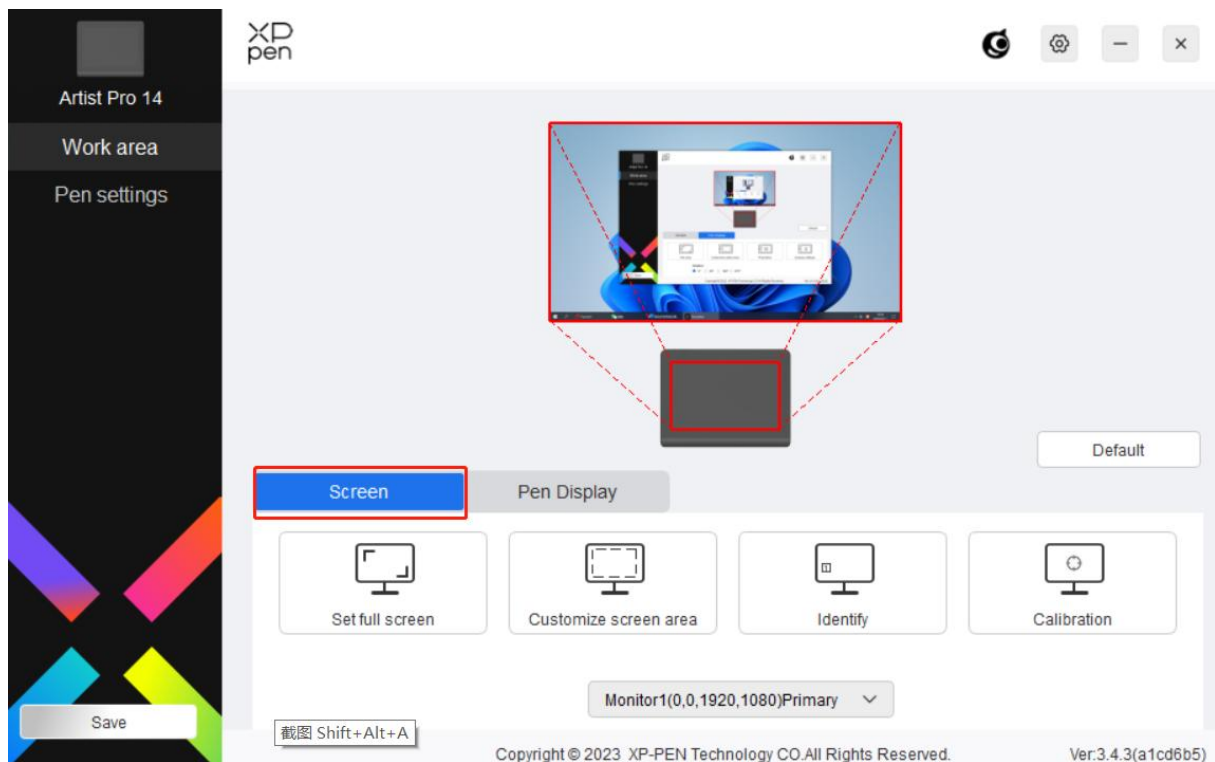 XP
pen
Artist Pro 14
Work area
Pen settings
Default
Screen
Pen Display
Set full screen
Customize screen area
Identify
Calibration
Monitor1(0,0,1920,1080)Primary
Save
截图 Shift+Alt+A
Copyright © 2023 XP-PEN Technology CO.All Rights Reserved.
Ver:3.4.3(a1cd6b5)